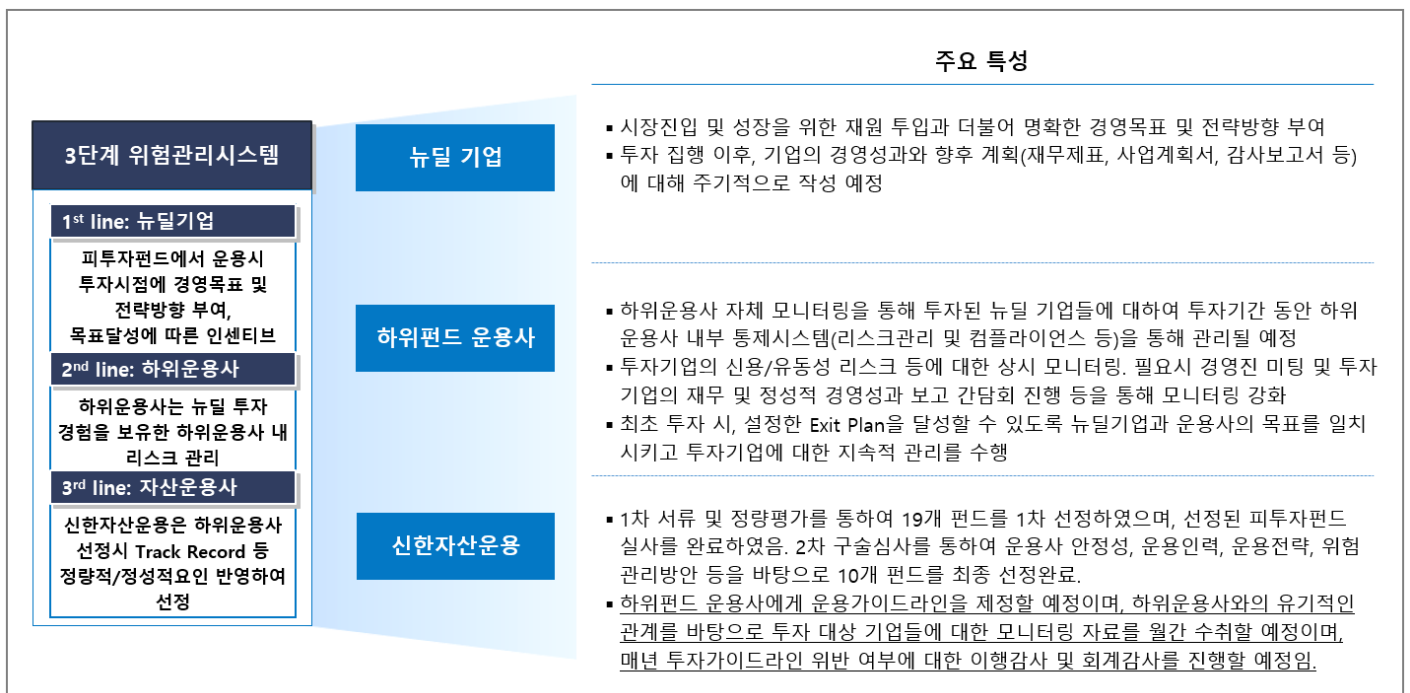 주요 특성
3단계 위험관리시스템
1st line: 뉴딜기업
피투자펀드에서 운용시
투자시점에 경영목표 및
전략방향 부여,
목표달성에 따른 인센티브
2nd line: 하위운용사
하위운용사는 뉴딜 투자
경험을 보유한 하위운용사 내
리스크 관리
3rd line: 자산운용사
신한자산운용은 하위운용사
선정시 Track Record 등
정량적/정성적요인 반영하여
선정
뉴딜 기업
▪ 시장진입 및 성장을 위한 재원 투입과 더불어 명확한 경영목표 및 전략방향 부여
▪ 투자 집행 이후, 기업의 경영성과와 향후 계획(재무제표, 사업계획서, 감사보고서 등)
에 대해 주기적으로 작성 예정
하위펀드 운용사
▪ 하위운용사 자체 모니터링을 통해 투자된 뉴딜 기업들에 대하여 투자기간 동안 하위
운용사 내부 통제시스템(리스크관리 및 컴플라이언스 등)을 통해 관리될 예정
▪ 투자기업의 신용/유동성 리스크 등에 대한 상시 모니터링. 필요시 경영진 미팅 및 투자
기업의 재무 및 정성적 경영성과 보고 간담회 진행 등을 통해 모니터링 강화
▪ 최초 투자 시, 설정한 Exit Plan을 달성할 수 있도록 뉴딜기업과 운용사의 목표를 일치
시키고 투자기업에 대한 지속적 관리를 수행
신한자산운용
▪ 1차 서류 및 정량평가를 통하여 19개 펀드를 1차 선정하였으며, 선정된 피투자펀드
실사를 완료하였음. 2차 구술심사를 통하여 운용사 안정성, 운용인력, 운용전략, 위험
관리방안 등을 바탕으로 10개 펀드를 최종 선정완료.
▪ 하위펀드 운용사에게 운용가이드라인을 제정할 예정이며, 하위운용사와의 유기적인
관계를 바탕으로 투자 대상 기업들에 대한 모니터링 자료를 월간 수취할 예정이며,
매년 투자가이드라인 위반 여부에 대한 이행감사 및 회계감사를 진행할 예정임.